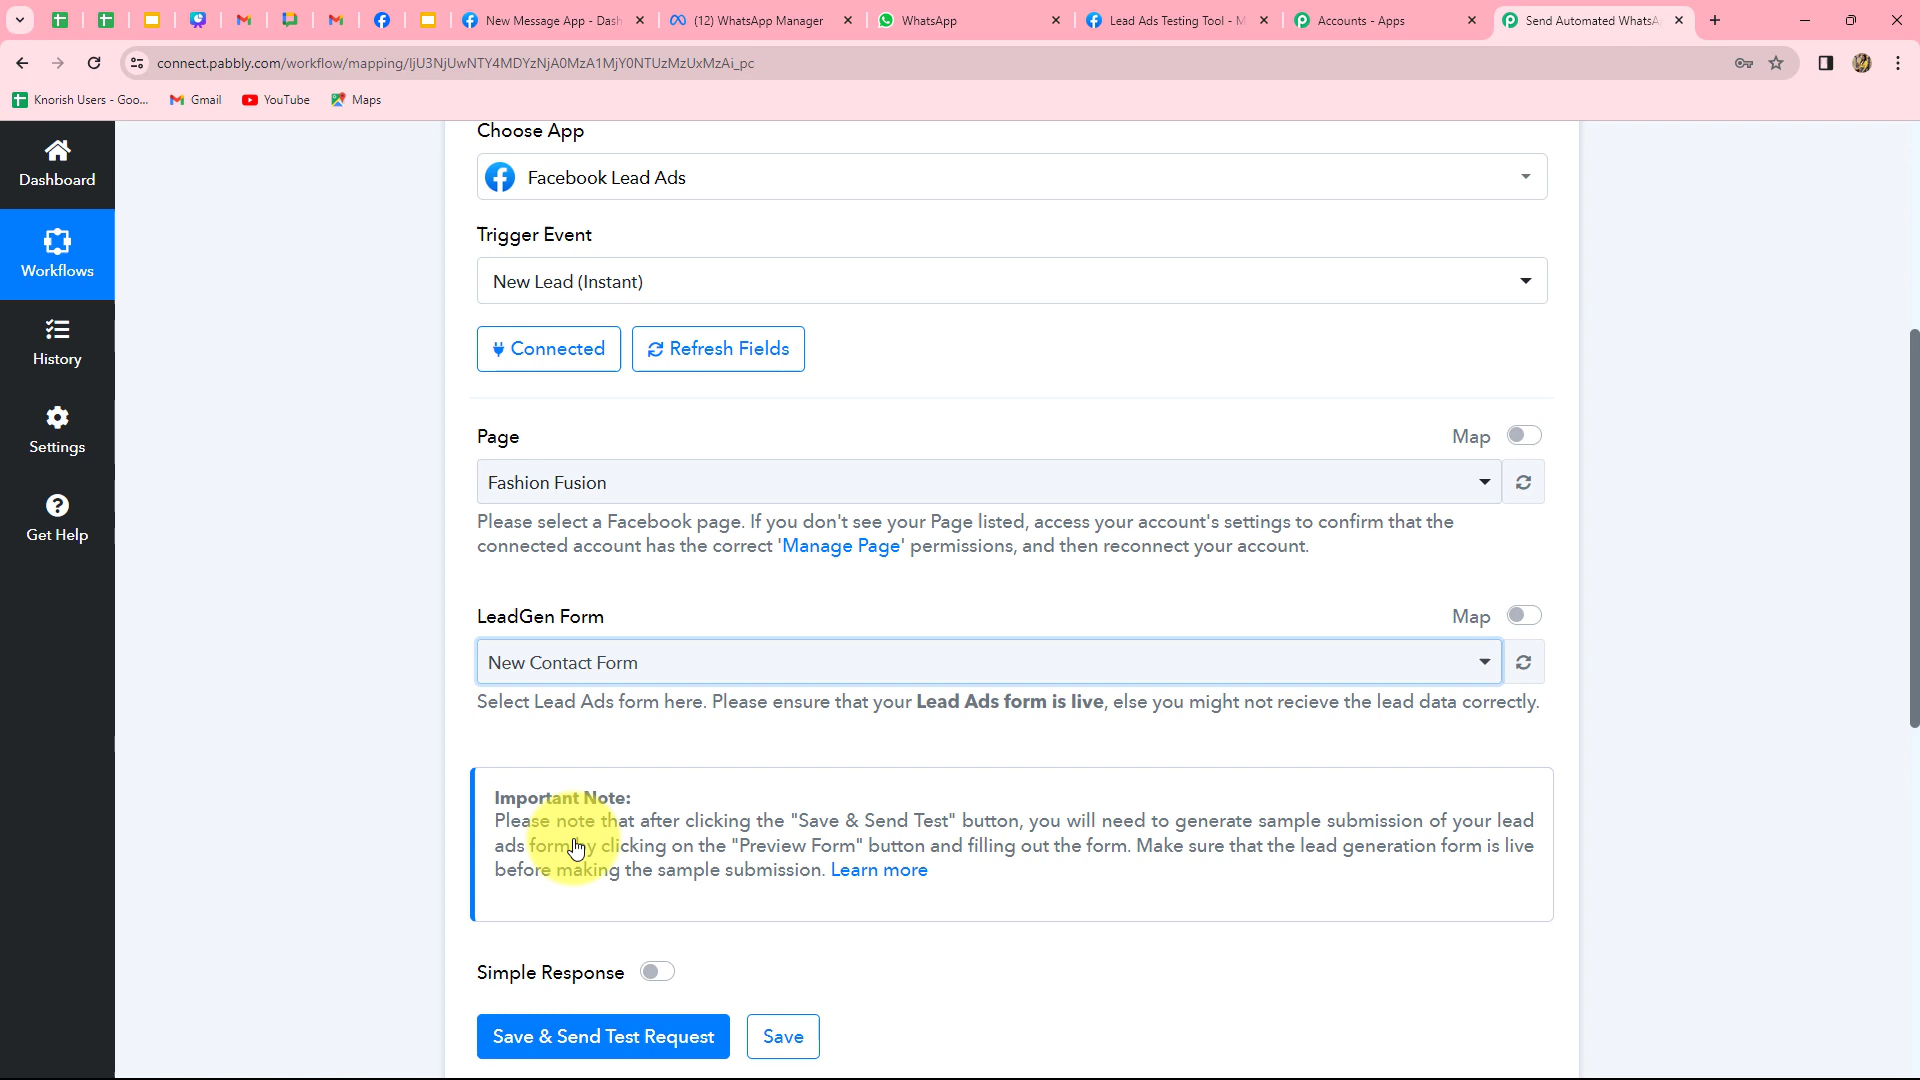 New Message App - Dash
(12) WhatsApp Manager
WhatsApp
Lead Ads Testing Tool - M
Accounts - Apps
Send Automated WhatsA
connect.pabbly.com/workflow/mapping/IjU3NjUwNTY4MDYzNjA0MzA1MjY0NTUzMzUxMzAi_pc
Knorish Users - Goo...
Gmail
YouTube
Maps
Dashboard
Workflows
History
Settings
Get Help
Choose App
Facebook Lead Ads
Trigger Event
New Lead (Instant)
Connected
Refresh Fields
Page
Map
Fashion Fusion
Please select a Facebook page. If you don't see your Page listed, access your account's settings to confirm that the
connected account has the correct 'Manage Page' permissions, and then reconnect your account.
LeadGen Form
Map
New Contact Form
Select Lead Ads form here. Please ensure that your Lead Ads form is live, else you might not recieve the lead data correctly.
Important Note:
Please note that after clicking the "Save & Send Test" button, you will need to generate sample submission of your lead
ads form by clicking on the "Preview Form" button and filling out the form. Make sure that the lead generation form is live
before making the sample submission. Learn more
Simple Response
Save & Send Test Request
Save